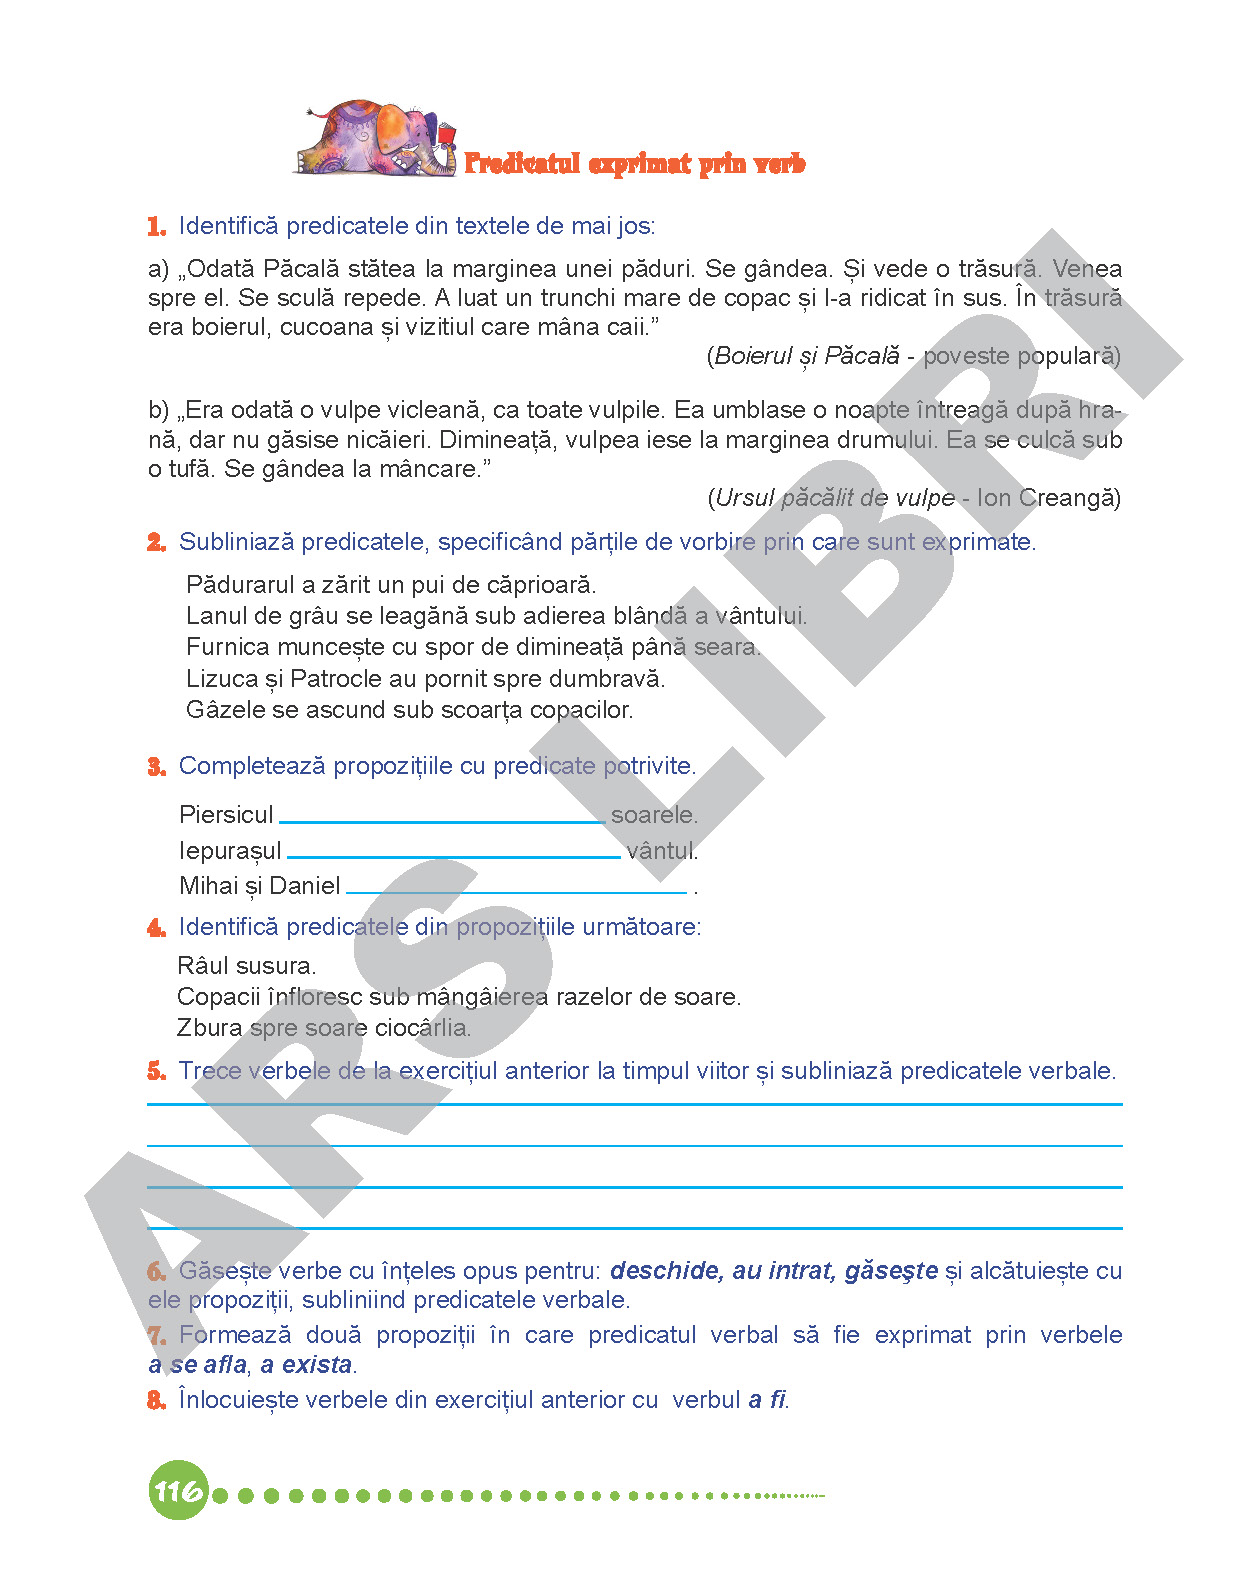 Predicatul exprimat prin verb
1. Identifică predicatele din textele de mai jos:
a) „Odată Păcală stătea la marginea unei păduri. Se gândea. Și vede o trăsură. Venea
spre el. Se sculă repede. A luat un trunchi mare de copac și l-a ridicat în sus. În trăsură
era boierul, cucoana și vizitiul care mâna caii.”
(Boierul și Păcală - poveste populară)
b) „Era odată o vulpe vicleană, ca toate vulpile. Ea umblase o noapte întreagă după hra-
nă, dar nu găsise nicăieri. Dimineață, vulpea iese la marginea drumului. Ea se culcă sub
o tufă. Se gândea la mâncare.”
(Ursul păcălit de vulpe - Ion Creangă)
2. Subliniază predicatele, specificând părțile de vorbire prin care sunt exprimate.
Pădurarul a zărit un pui de căprioară.
Lanul de grâu se leagănă sub adierea blândă a vântului.
Furnica muncește cu spor de dimineață până seara.
Lizuca și Patrocle au pornit spre dumbravă.
Gâzele se ascund sub scoarța copacilor.
3. Completează propozițiile cu predicate potrivite.
Piersicul soarele.
Iepurașul vântul.
Mihai și Daniel .
4. Identifică predicatele din propozițiile următoare:
Râul susura.
Copacii înfloresc sub mângâierea razelor de soare.
Zbura spre soare ciocârlia.
5. Trece verbele de la exercițiul anterior la timpul viitor și subliniază predicatele verbale.
6. Găsește verbe cu înțeles opus pentru: deschide, au intrat, găseşte și alcătuiește cu
ele propoziții, subliniind predicatele verbale.
7. Formează două propoziții în care predicatul verbal să fie exprimat prin verbele
a se afla, a exista.
8. Înlocuiește verbele din exercițiul anterior cu verbul a fi.
116
ARS LIBRI